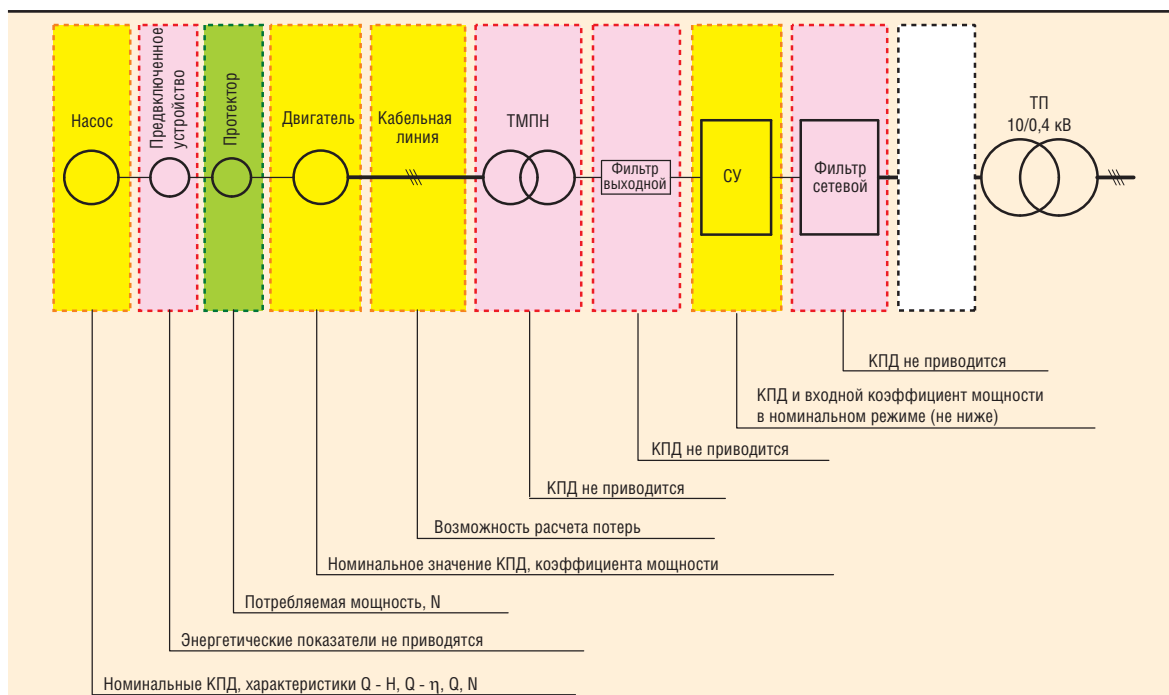 Насос
Предвключенное
устройство
Протектор
Двигатель
Кабельная
линия
ТМПН
Фильтр
выходной
СУ
Фильтр
сетевой
ТП
10/0,4 кВ
КПД не приводится
КПД и входной коэффициент мощности
в номинальном режиме (не ниже)
КПД не приводится
КПД не приводится
Возможность расчета потерь
Номинальное значение КПД, коэффициента мощности
Потребляемая мощность, N
Энергетические показатели не приводятся
Номинальные КПД, характеристики Q - H, Q - η, Q, N